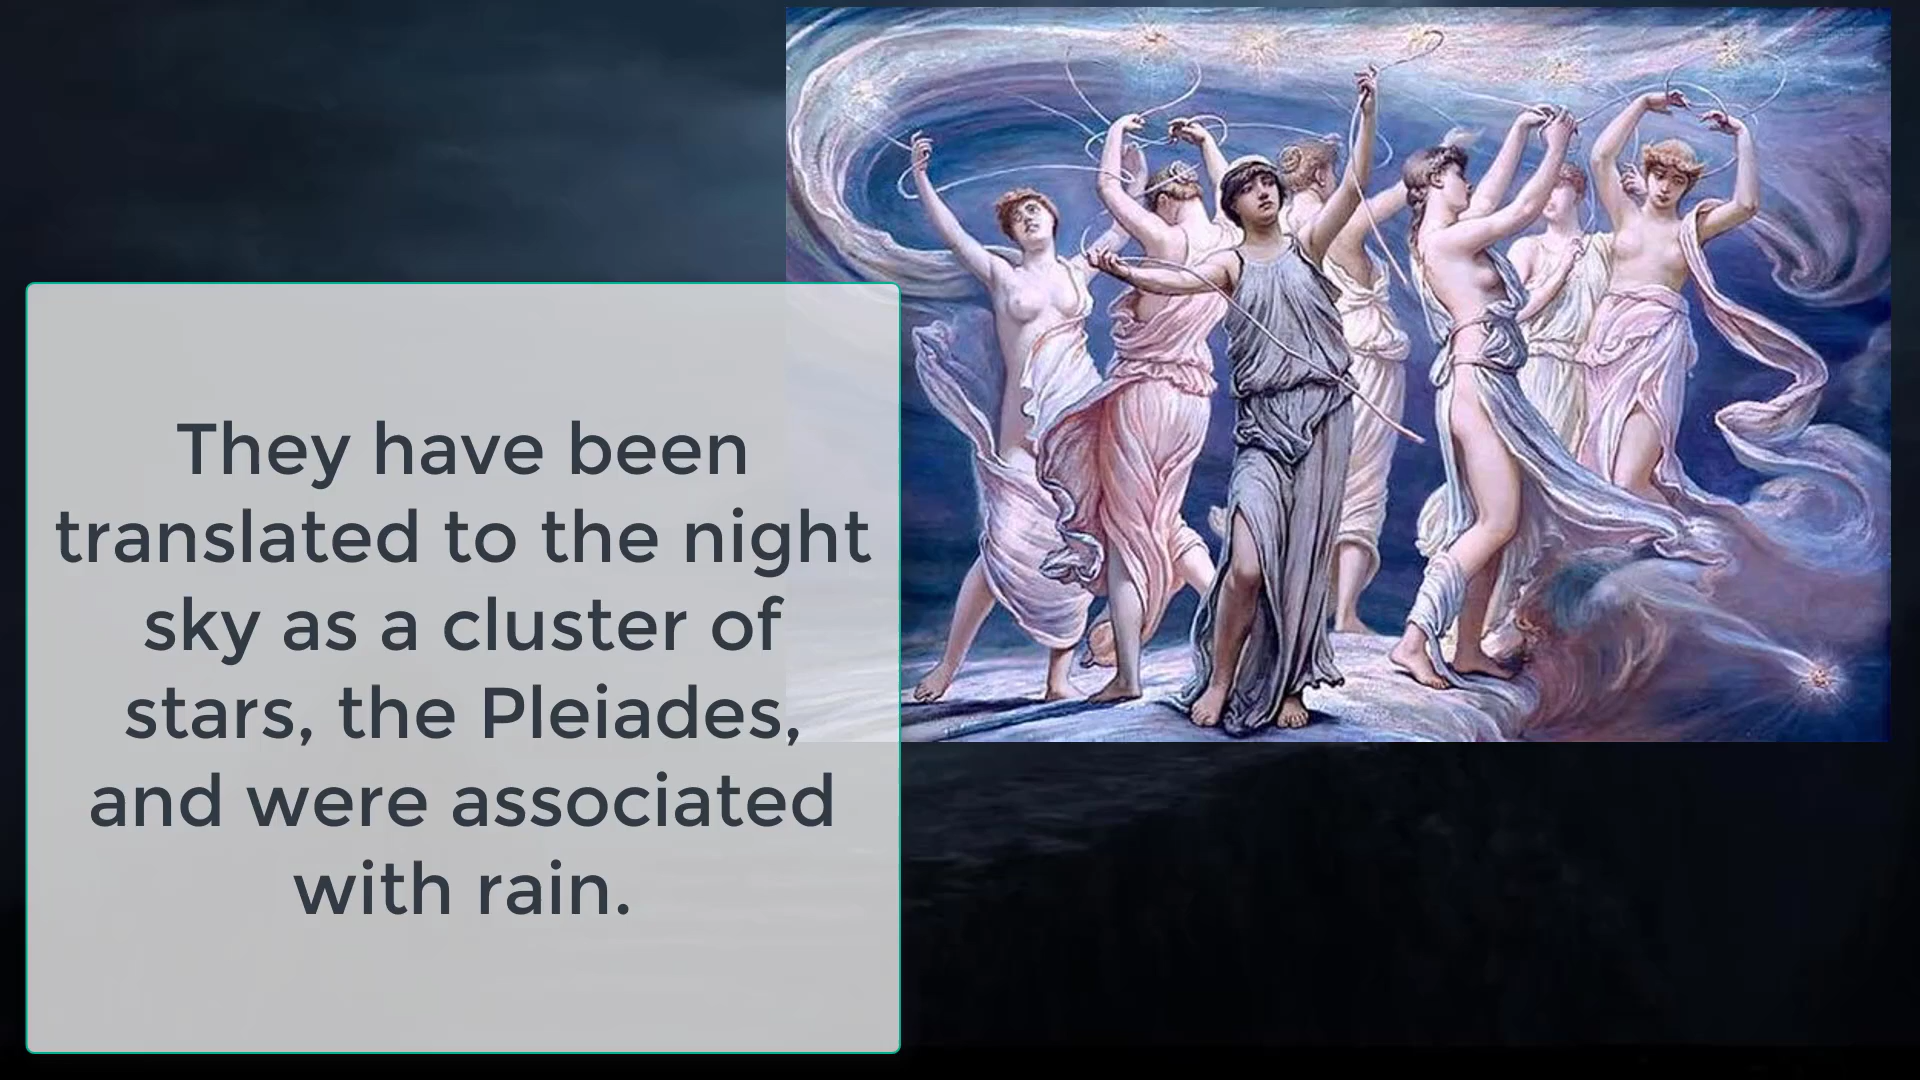 They have been
translated to the night
sky as a cluster of
stars, the Pleiades,
and were associated
with rain.